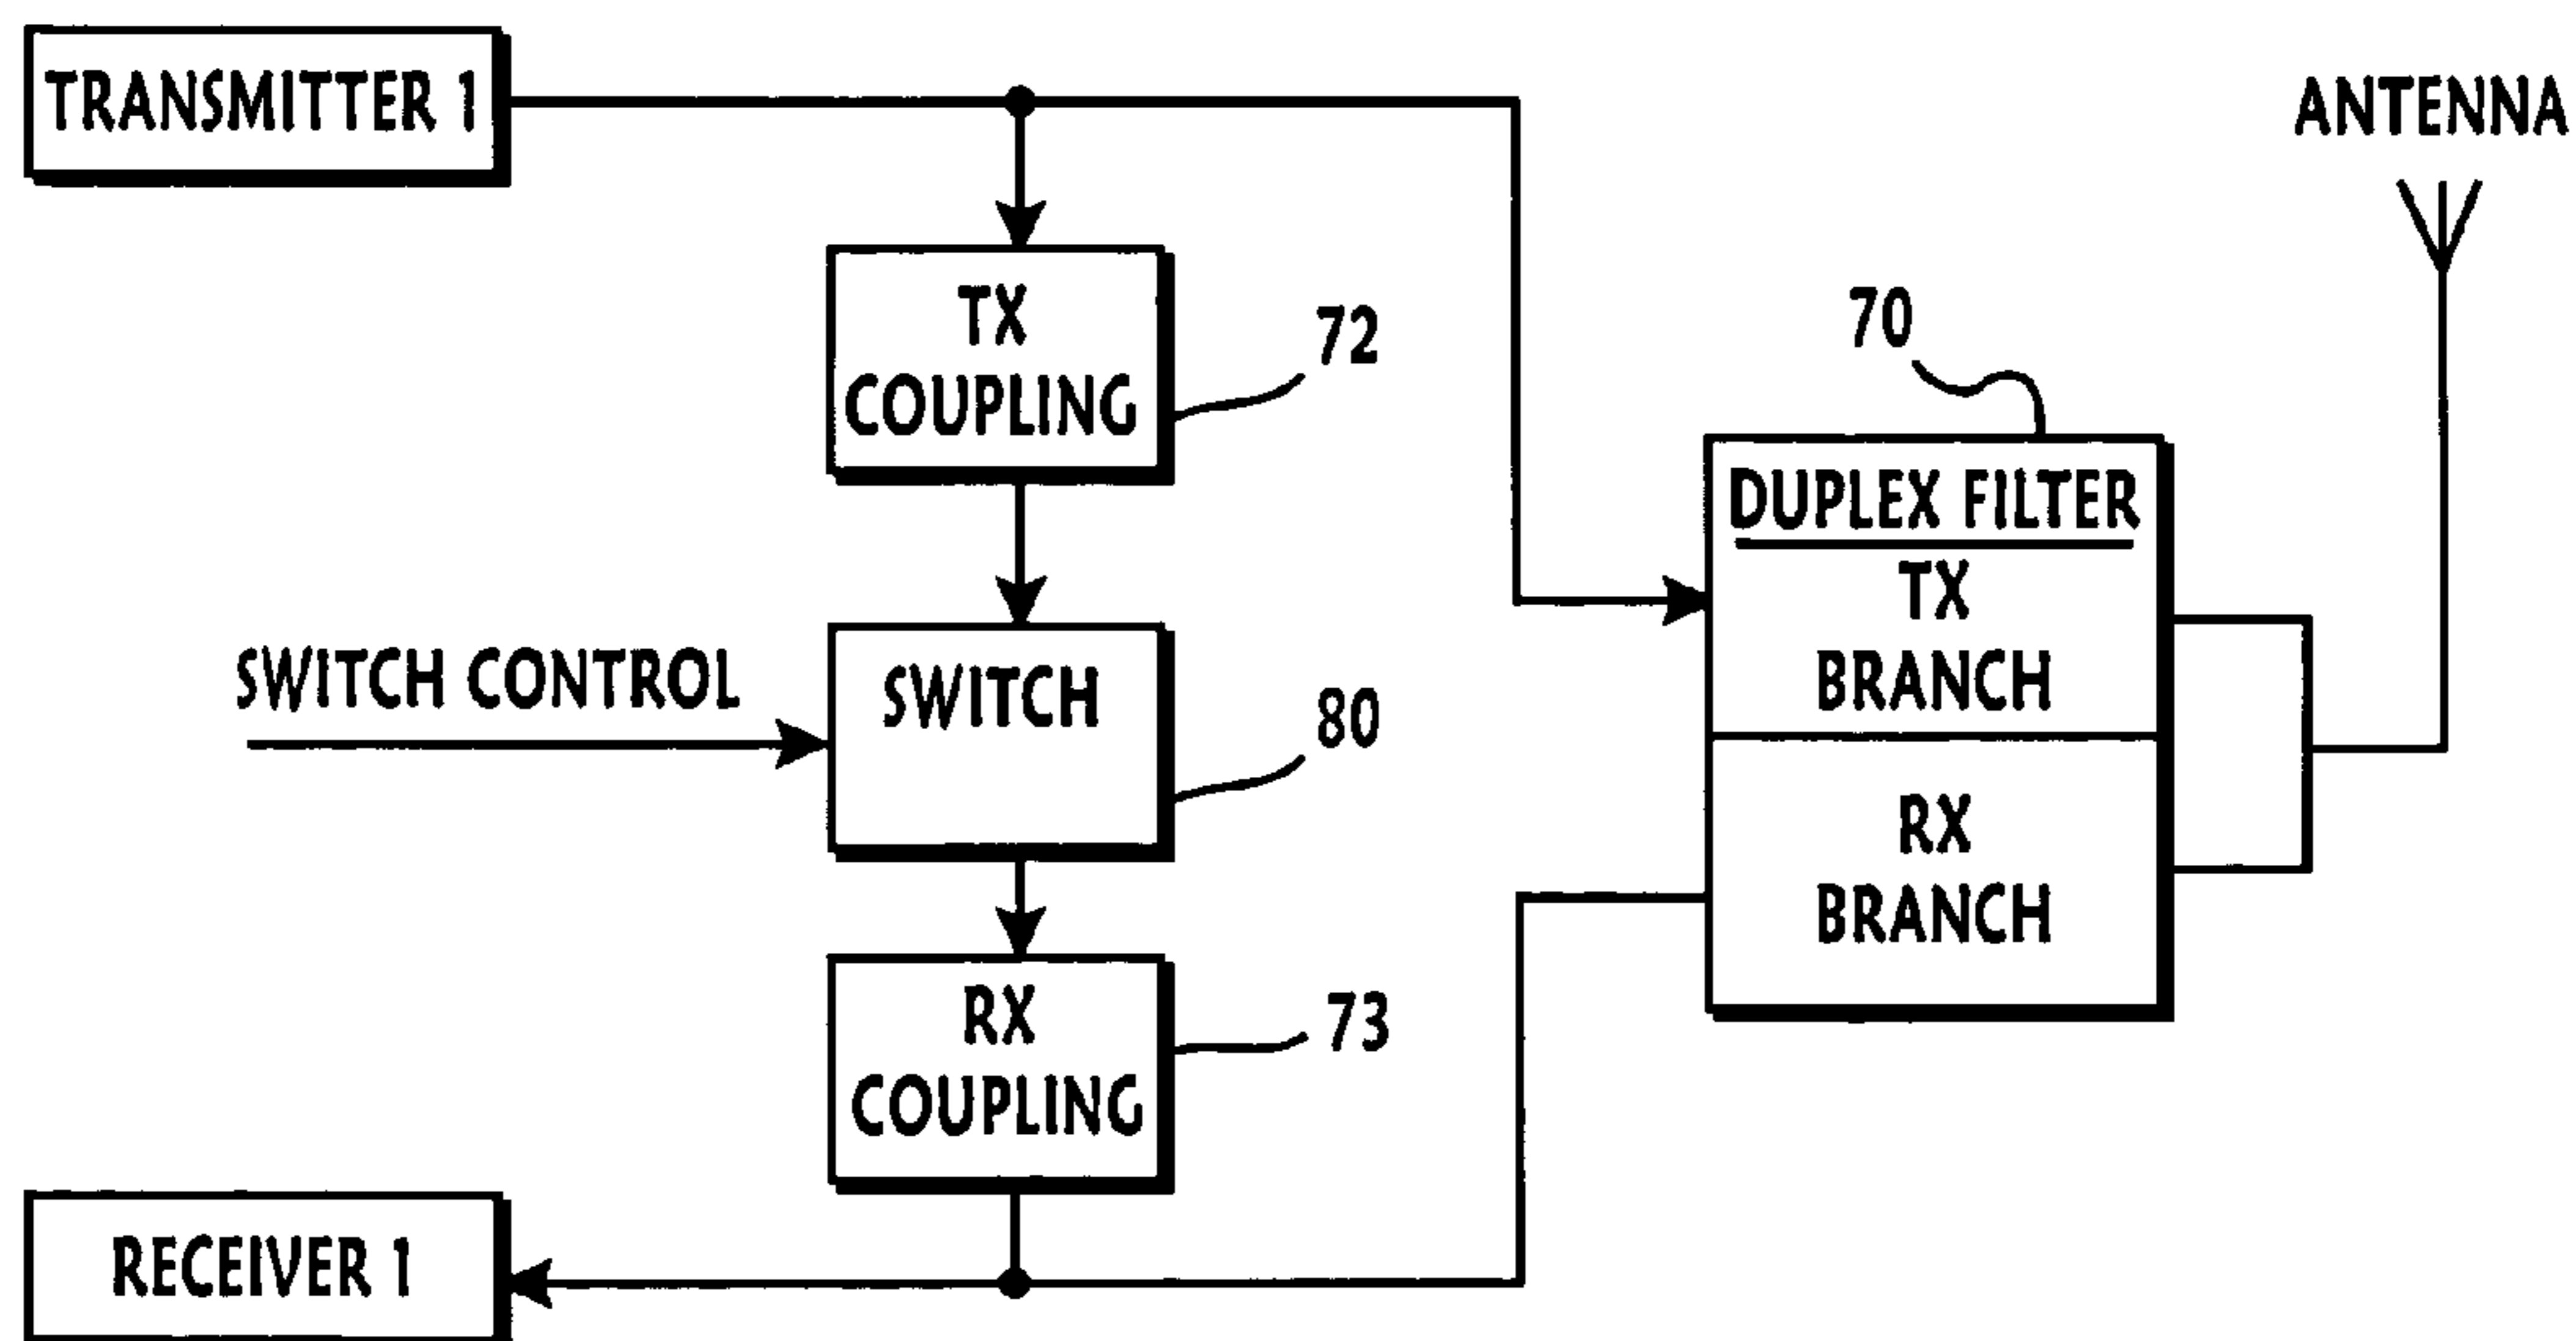 TRANSMITTER 1
ANTENNA
TX
COUPLING
72
70
DUPLEX FILTER
TX
BRANCH
SWITCH CONTROL
SWITCH
80
RX
BRANCH
RX
COUPLING
73
RECEIVER 1